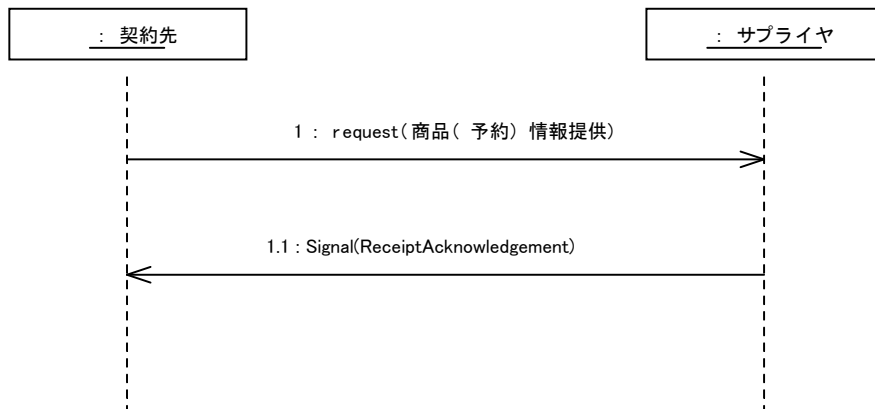 : 契約先
: サプライヤ
1 : request(商品( 予約) 情報提供)
1.1 : Signal(ReceiptAcknowledgement)